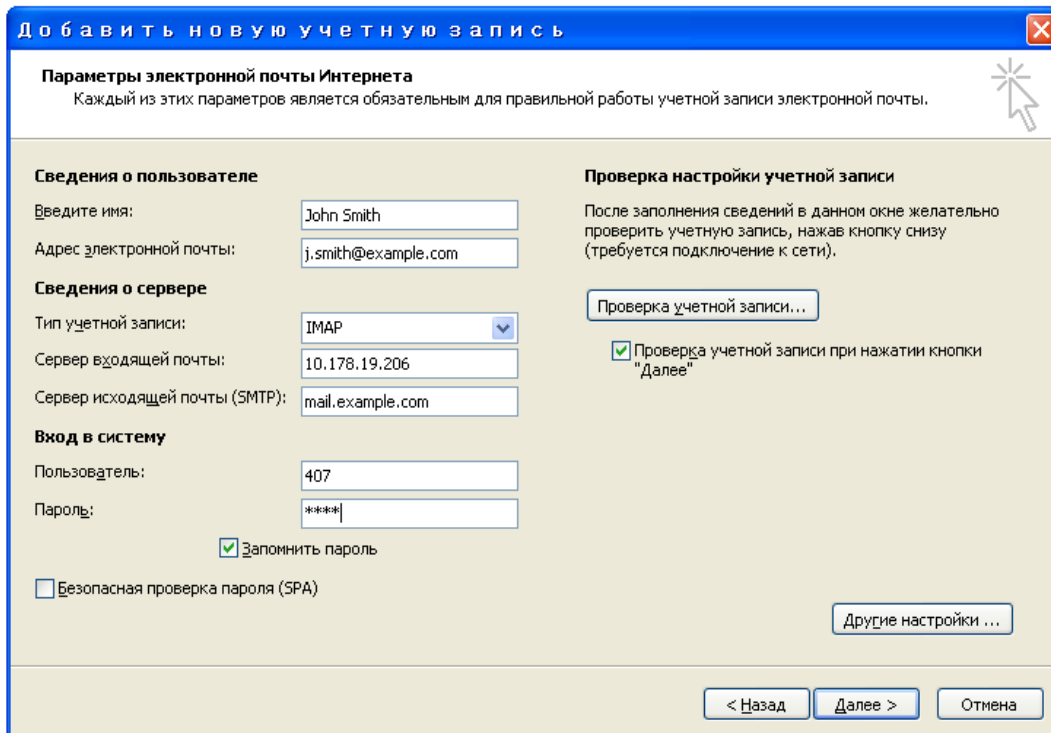 Добавить новую учетную запись
Параметры электронной почты Интернета
Каждый из этих параметров является обязательным для правильной работы учетной записи электронной почты.
Сведения о пользователе
Введите имя: John Smith
Адрес электронной почты: j.smith@example.com
Сведения о сервере
Тип учетной записи: IMAP
Сервер входящей почты: 10.178.19.206
Сервер исходящей почты (SMTP): mail.example.com
Вход в систему
Пользователь: 407
Пароль: ****
Запомнить пароль
Безопасная проверка пароля (SPA)
Проверка настройки учетной записи
После заполнения сведений в данном окне желательно
проверить учетную запись, нажав кнопку снизу
(требуется подключение к сети).
Проверка учетной записи...
Проверка учетной записи при нажатии кнопки
"Далее"
Другие настройки ...
< Назад Далее > Отмена